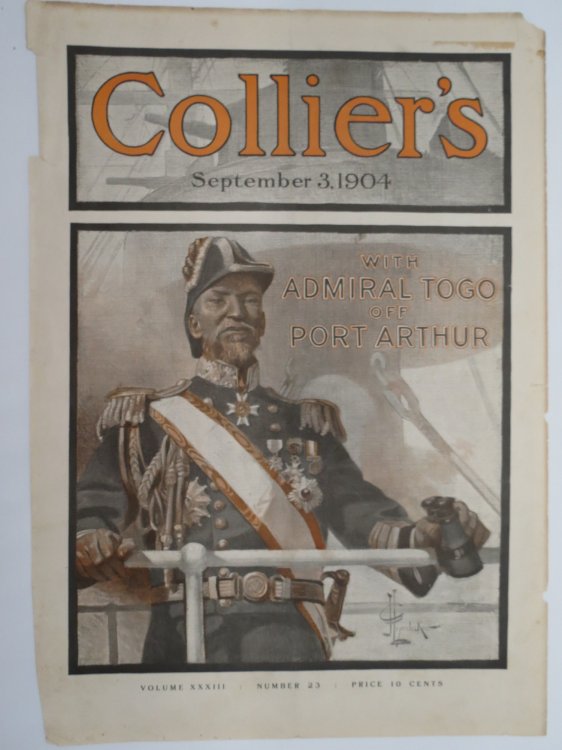 Collier's
September 3, 1904
WITH
ADMIRAL TOGO
OFF
PORT ARTHUR
VOLUME XXXIII : NUMBER 23 : PRICE 10 CENTS